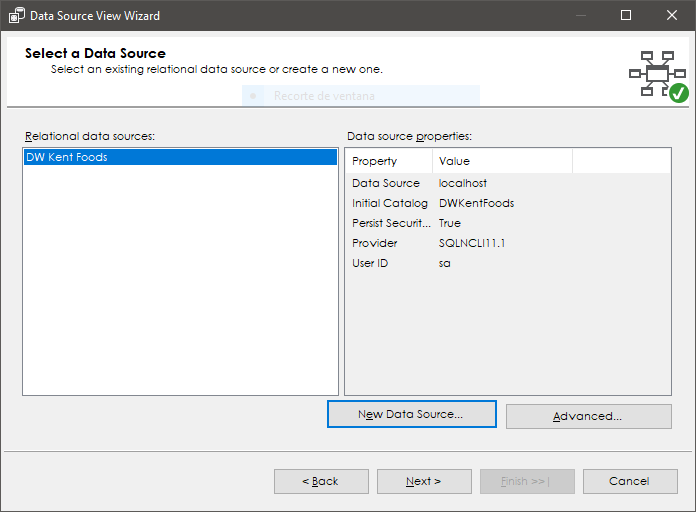 Data Source View Wizard
Select a Data Source
Select an existing relational data source or create a new one.
Recorte de ventana
Relational data sources:
DW Kent Foods
Data source properties:
Property Value
Data Source localhost
Initial Catalog DWKentFoods
Persist Securit... True
Provider SQLNCLI11.1
User ID sa
New Data Source...
Advanced...
< Back
Next >
Finish >>|
Cancel